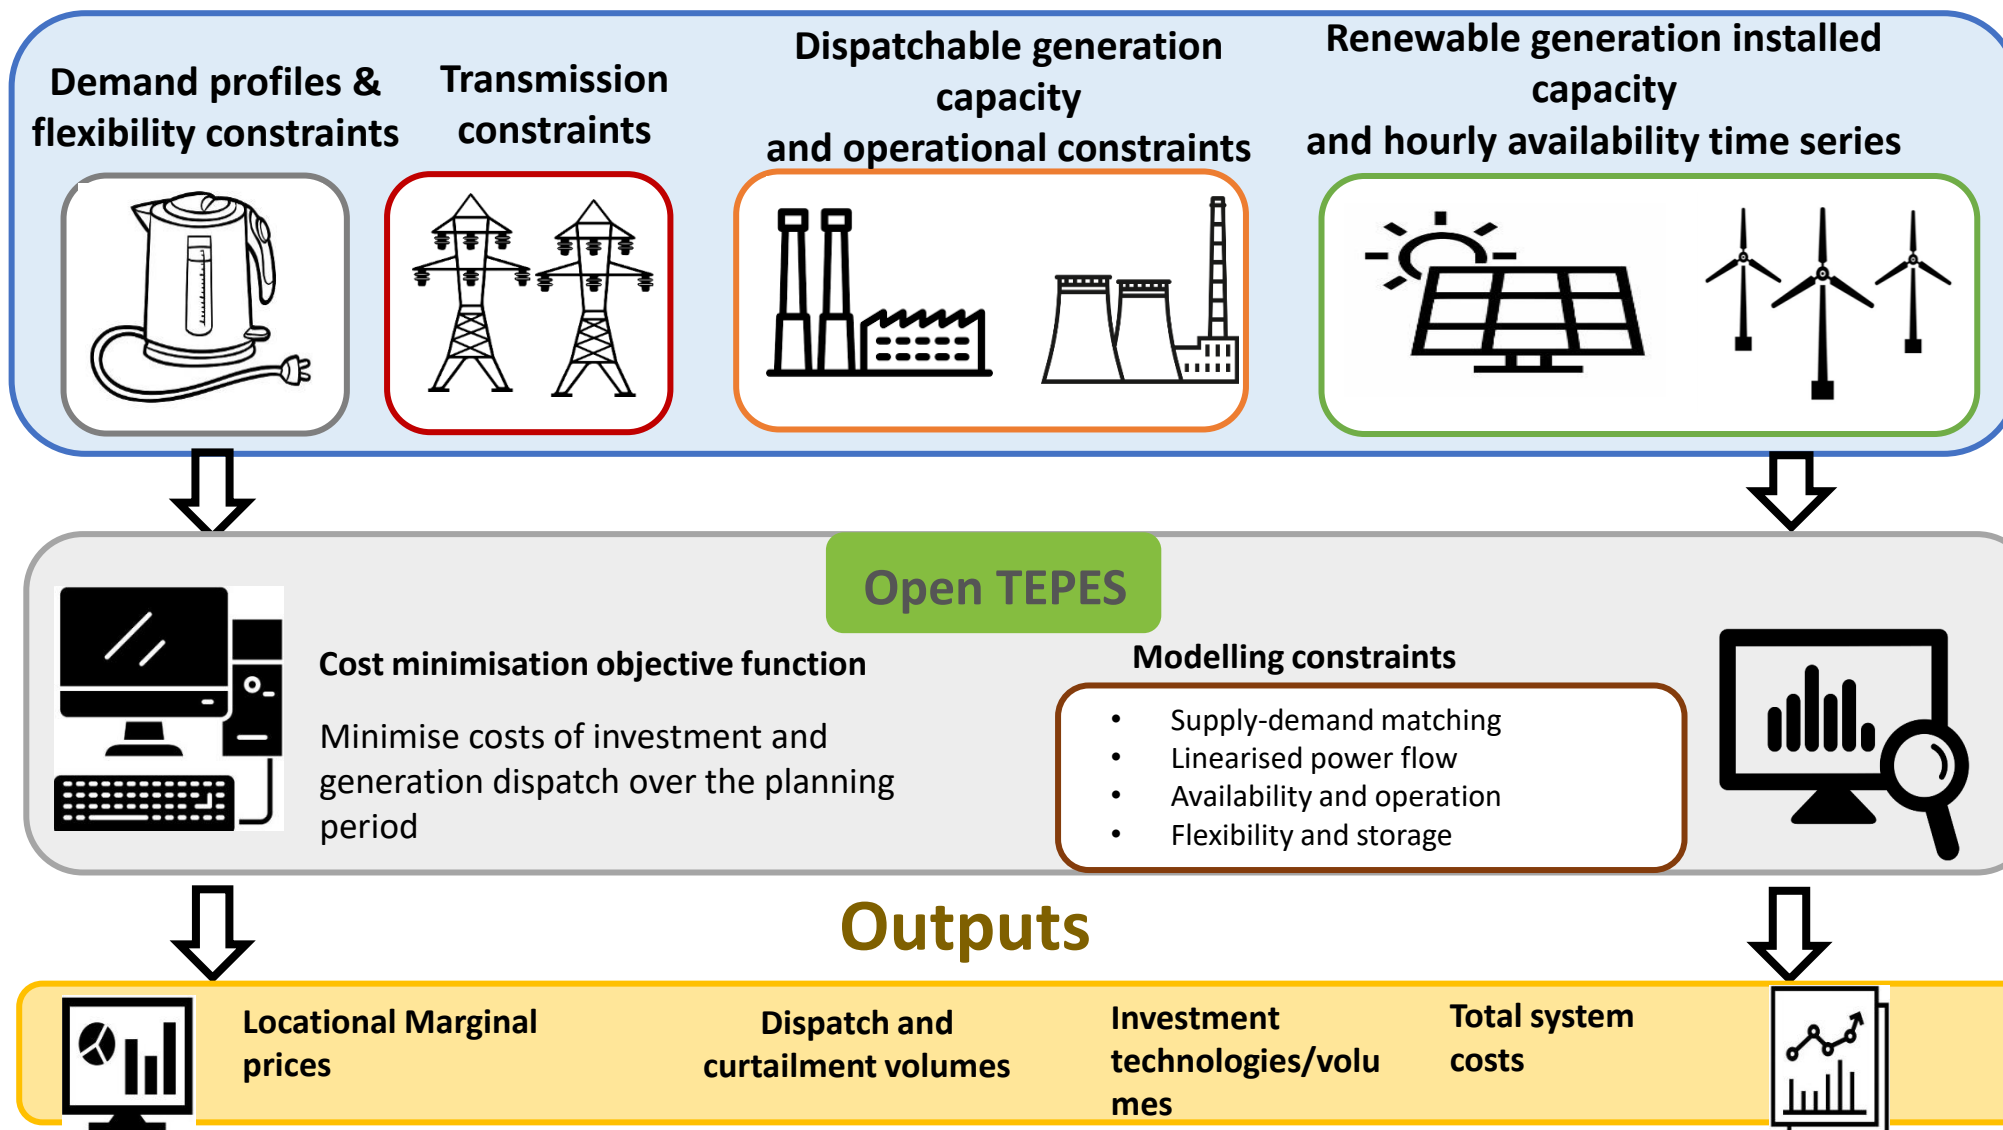 Demand profiles &
flexibility constraints
Transmission
constraints
Dispatchable generation
capacity
and operational constraints
Renewable generation installed
capacity
and hourly availability time series
Open TEPES
Cost minimisation objective function
Minimise costs of investment and
generation dispatch over the planning
period
Modelling constraints
• Supply-demand matching
• Linearised power flow
• Availability and operation
• Flexibility and storage
Outputs
Locational Marginal
prices
Dispatch and
curtailment volumes
Investment
technologies/volu
mes
Total system
costs